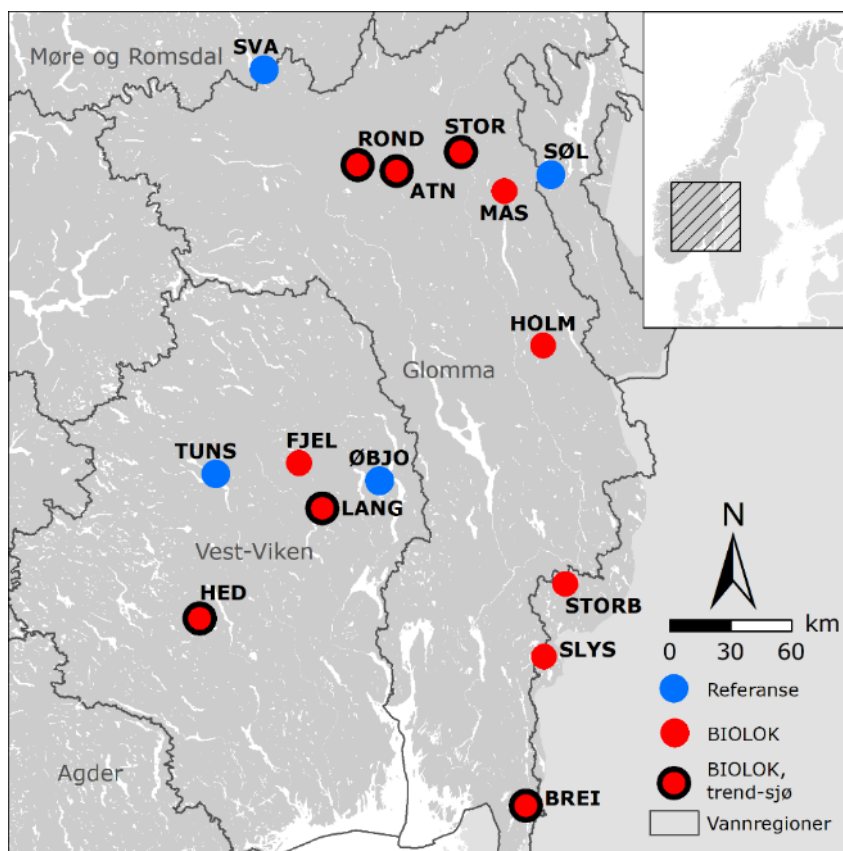 SVA
Møre og Romsdal
ROND
STOR
SØL
ATN
MAS
HOLM
Glomma
TUNS
FJEL
ØBJO
LANG
Vest-Viken
HED
STORB
SLYS
Agder
BREI
N
km
0 30 60
Referanse
BIOLOK
BIOLOK,
trend-sjø
Vannregioner